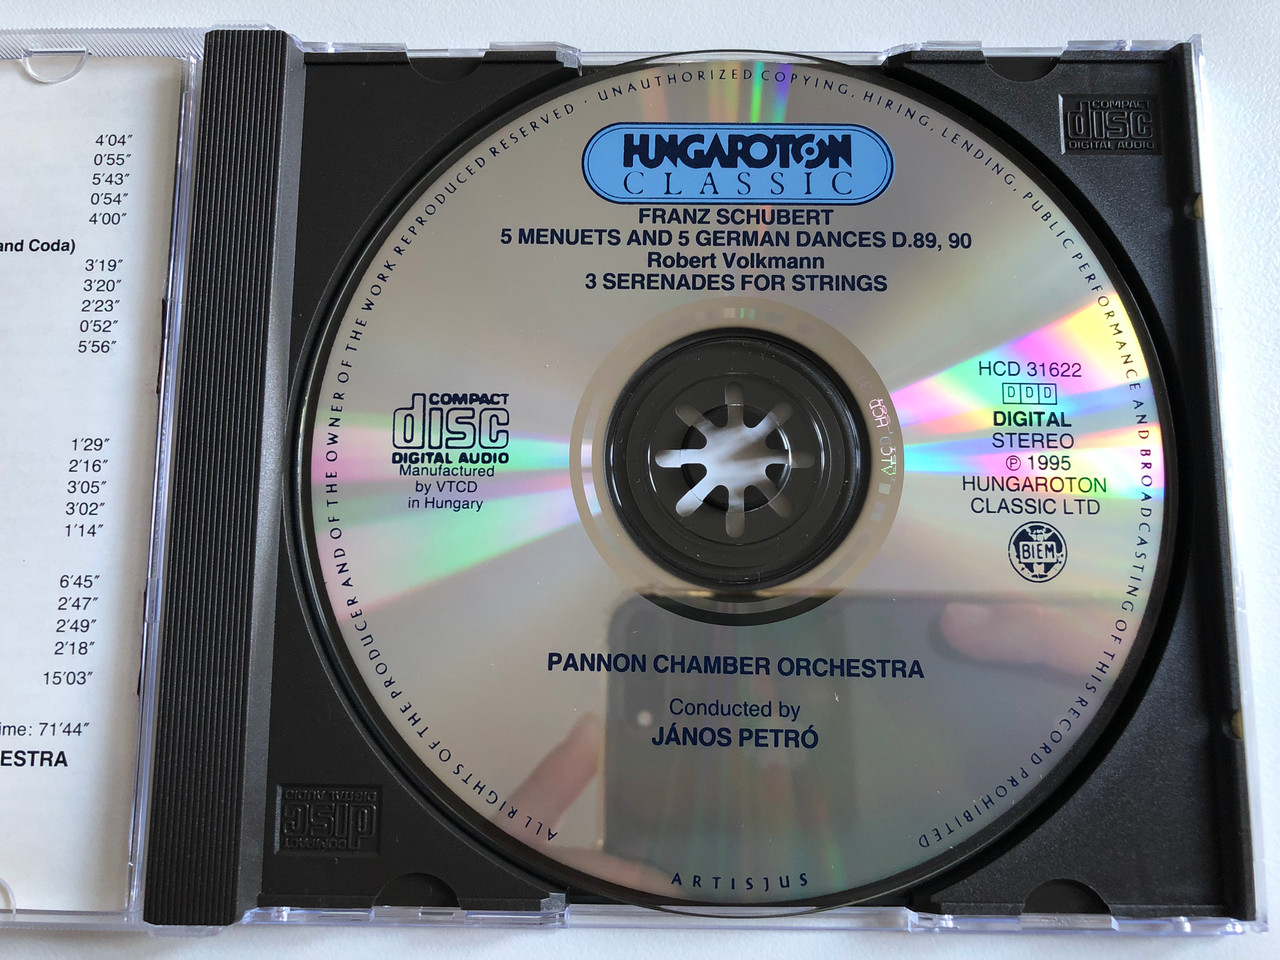 4'04"
0'55"
5'43"
0'54"
4'00"
and Coda)
3'19"
3'20"
2'23"
0'52"
5'56"
1'29"
2'16"
3'05"
3'02"
1'14"
6'45"
2'47"
2'49"
2'18"
15'03"
ime: 71'44"
ESTRA
ALL RIGHTS OF THE PRODUCER AND OF THE OWNER OF THE WORK REPRODUCED RESERVED · UNAUTHORIZED COPYING, HIRING, LENDING, PUBLIC PERFORMANCE AND BROADCASTING OF THIS RECORD PROHIBITED
HUNGAROTON
CLASSIC
FRANZ SCHUBERT
5 MENUETS AND 5 GERMAN DANCES D.89, 90
Robert Volkmann
3 SERENADES FOR STRINGS
COMPACT
disc
DIGITAL AUDIO
Manufactured
by VTCD
in Hungary
HCD 31622
DDD
DIGITAL
STEREO
℗ 1995
HUNGAROTON
CLASSIC LTD
BIEM
PANNON CHAMBER ORCHESTRA
Conducted by
JÁNOS PETRÓ
ARTISJUS
COMPACT
disc
DIGITAL AUDIO
COMPACT
disc
DIGITAL AUDIO